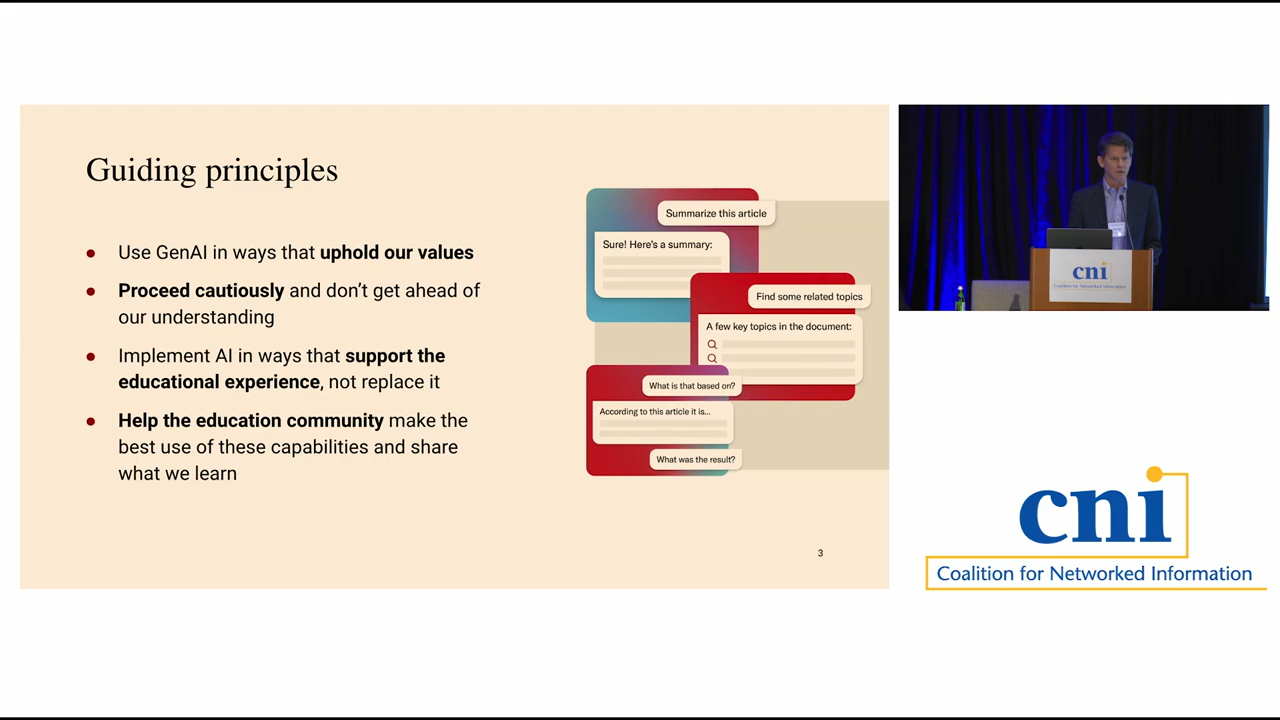 Guiding principles
● Use GenAI in ways that uphold our values
● Proceed cautiously and don’t get ahead of
our understanding
● Implement AI in ways that support the
educational experience, not replace it
● Help the education community make the
best use of these capabilities and share
what we learn
Summarize this article
Sure! Here's a summary:
Find some related topics
A few key topics in the document:
What is that based on?
According to this article it is...
What was the result?
3
cni
Coalition for Networked Information
cni
Coalition for Networked Information